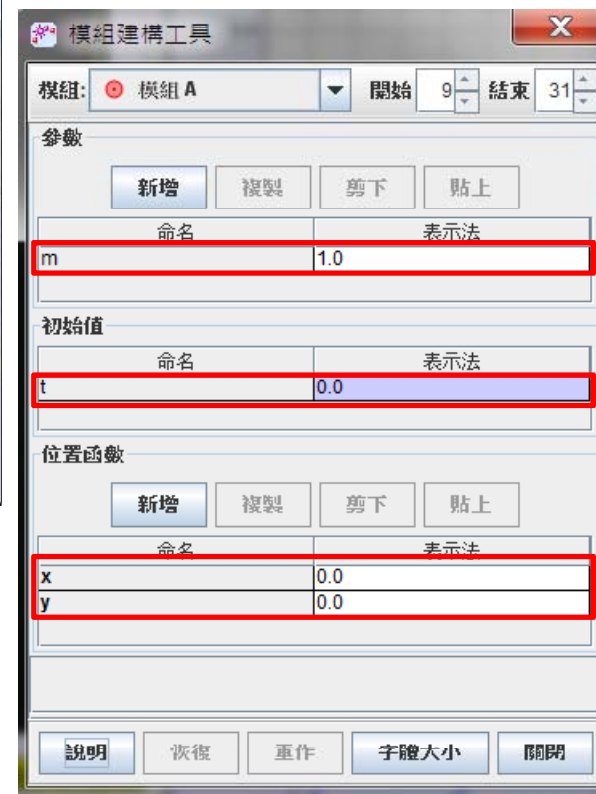 模組建構工具
模組: 模組 A 開始 9 結束 31
參數
新增 複製 剪下 貼上
命名 表示法
m 1.0
初始值
命名 表示法
t 0.0
位置函數
新增 複製 剪下 貼上
命名 表示法
x 0.0
y 0.0
說明 恢復 重作 字體大小 關閉